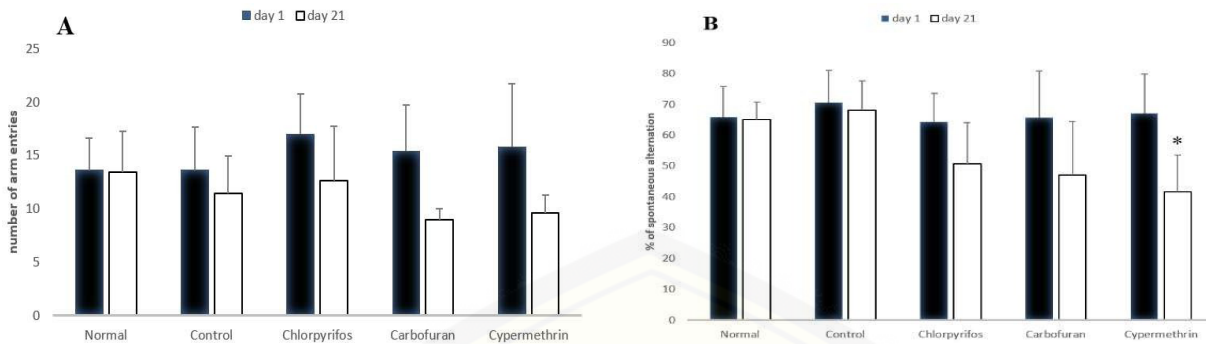 A
day 1 day 21
number of arm entries
25
20
15
10
5
0
Normal Control Chlorpyrifos Carbofuran Cypermethrin
B
day 1 day 21
% of spontaneous alternation
90
80
70
60
50
40
30
20
10
0
*
Normal Control Chlorpyrifos Carbofuran Cypermethrin